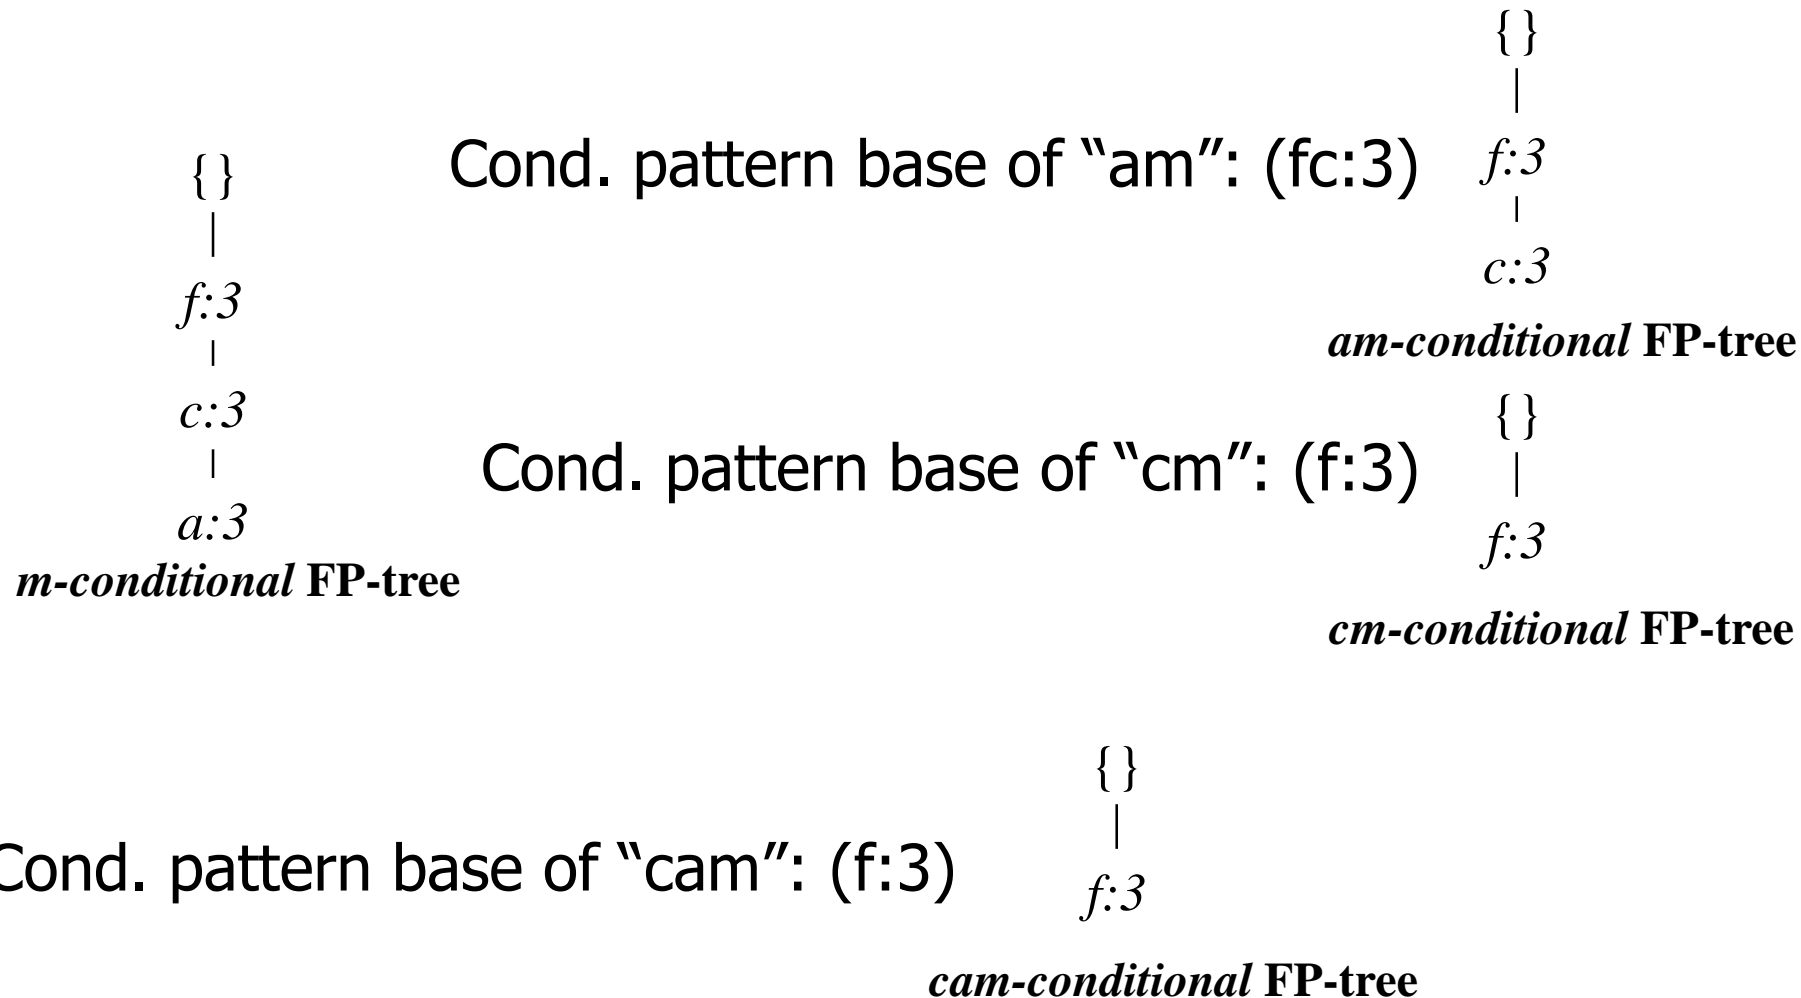 {}
f:3
c:3
a:3
m-conditional FP-tree
Cond. pattern base of “am”: (fc:3)
{}
f:3
c:3
am-conditional FP-tree
Cond. pattern base of “cm”: (f:3)
{}
f:3
cm-conditional FP-tree
Cond. pattern base of “cam”: (f:3)
{}
f:3
cam-conditional FP-tree